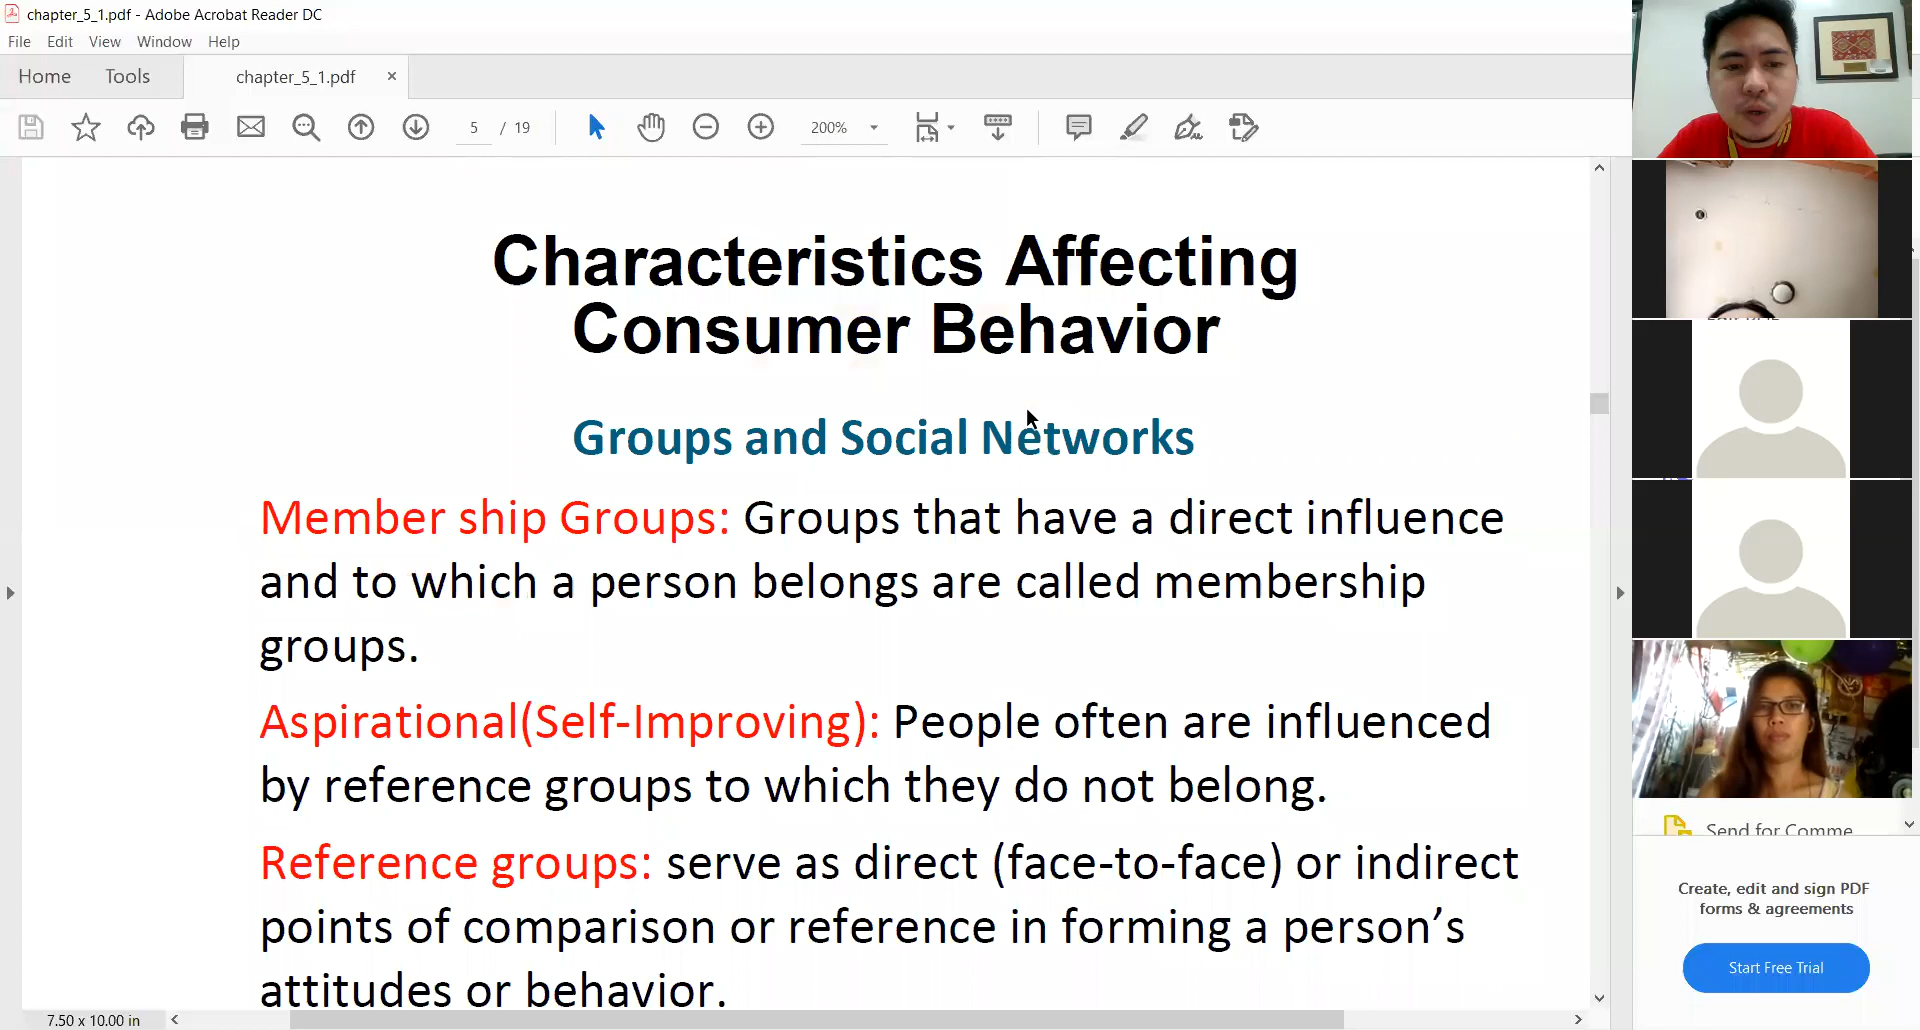 chapter_5_1.pdf - Adobe Acrobat Reader DC
File Edit View Window Help
Home Tools chapter_5_1.pdf ×
5 / 19 200%
Characteristics Affecting
Consumer Behavior
Groups and Social Networks
Member ship Groups: Groups that have a direct influence
and to which a person belongs are called membership
groups.
Aspirational(Self-Improving): People often are influenced
by reference groups to which they do not belong.
Reference groups: serve as direct (face-to-face) or indirect
points of comparison or reference in forming a person’s
attitudes or behavior.
7.50 x 10.00 in
Send for Comme
Create, edit and sign PDF
forms & agreements
Start Free Trial